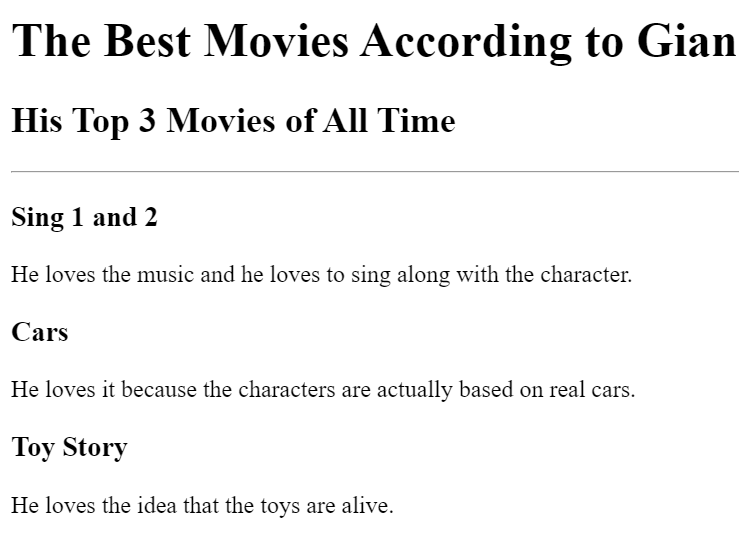 The Best Movies According to Gian
His Top 3 Movies of All Time
Sing 1 and 2
He loves the music and he loves to sing along with the character.
Cars
He loves it because the characters are actually based on real cars.
Toy Story
He loves the idea that the toys are alive.